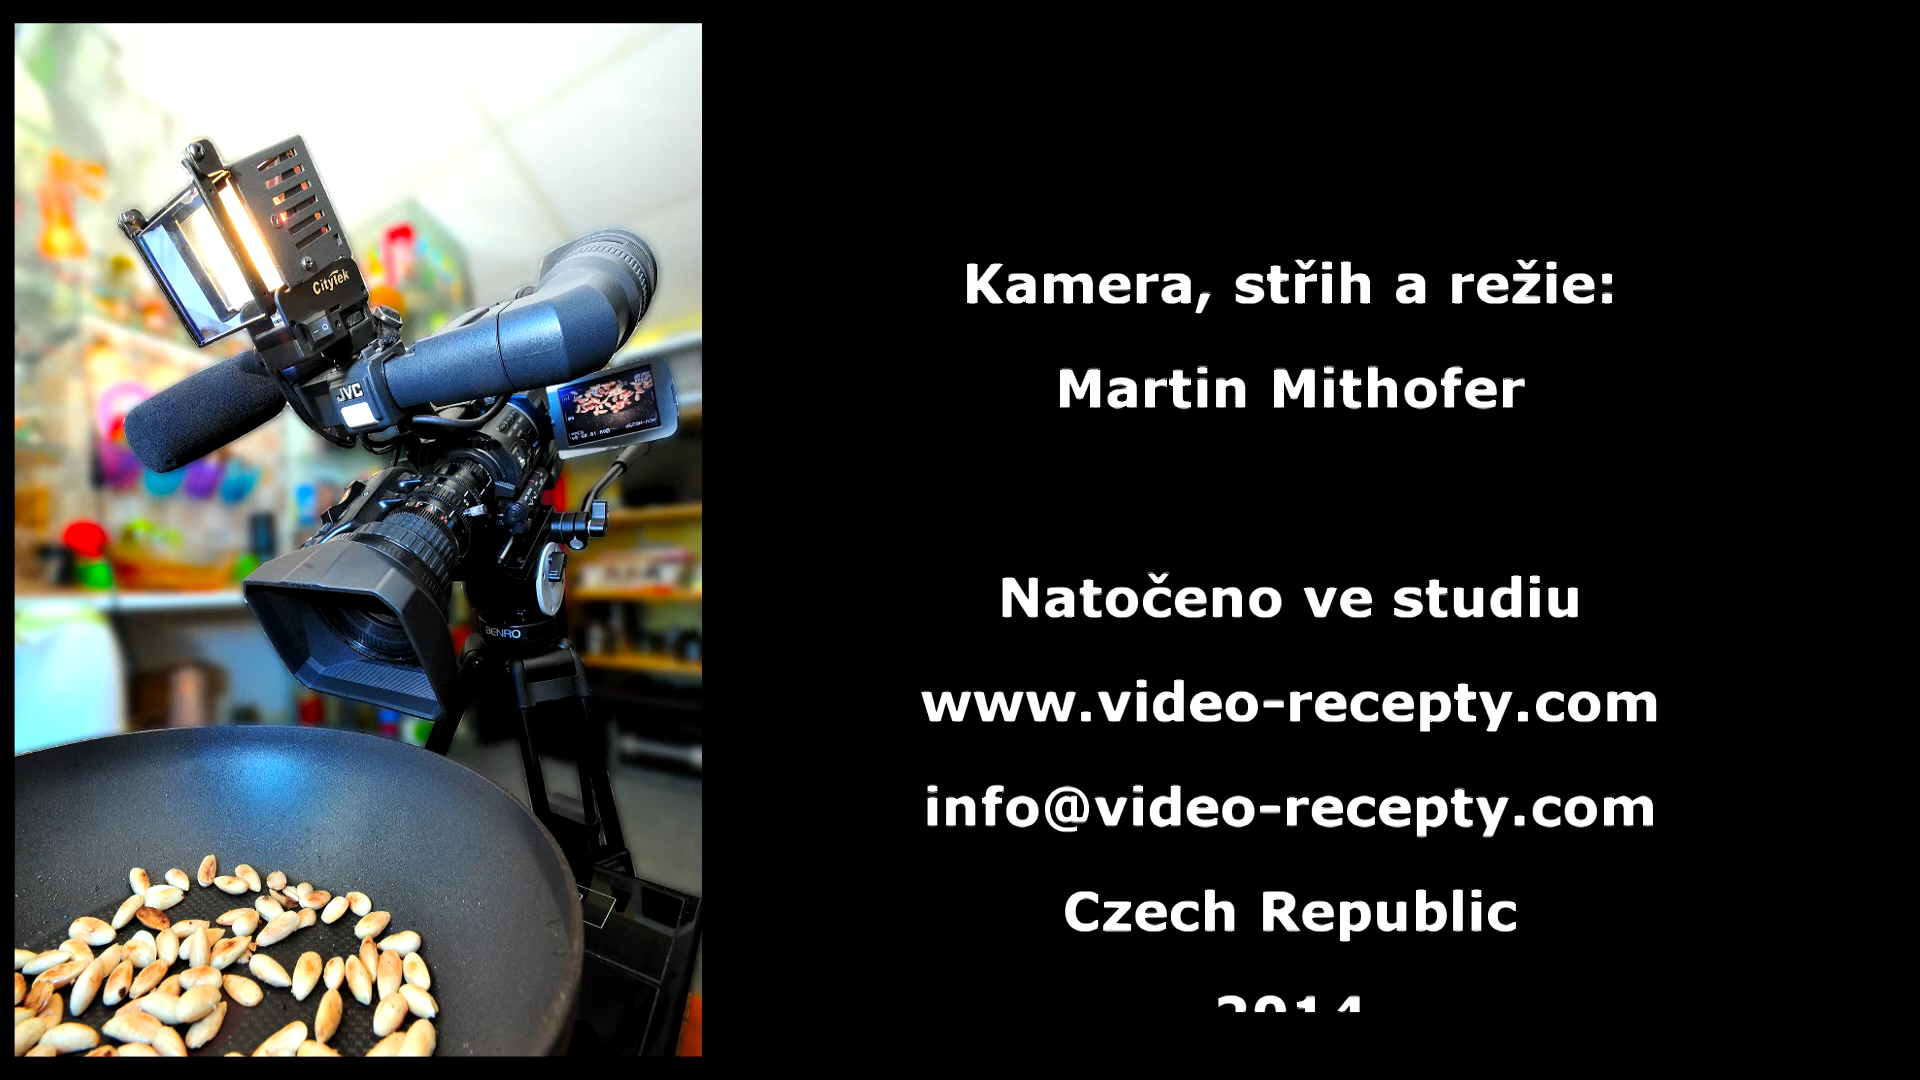 CityTek
JVC
BENRO
Kamera, střih a režie:
Martin Mithofer
Natočeno ve studiu
www.video-recepty.com
info@video-recepty.com
Czech Republic
2014